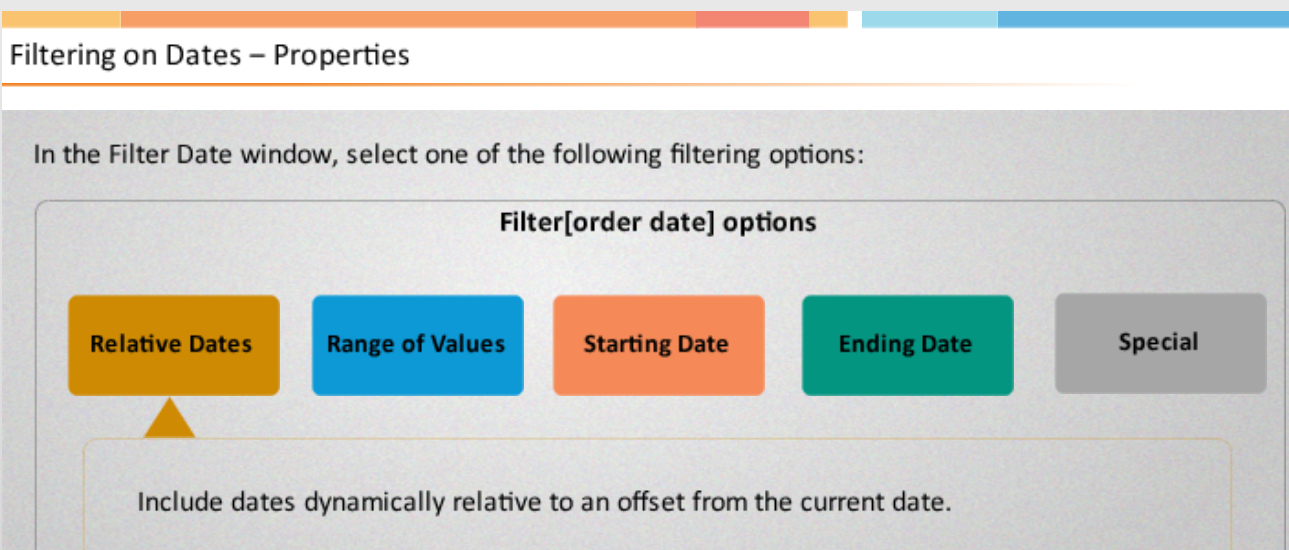 Filtering on Dates – Properties
In the Filter Date window, select one of the following filtering options:
Filter[order date] options
Relative Dates
Range of Values
Starting Date
Ending Date
Special
Include dates dynamically relative to an offset from the current date.